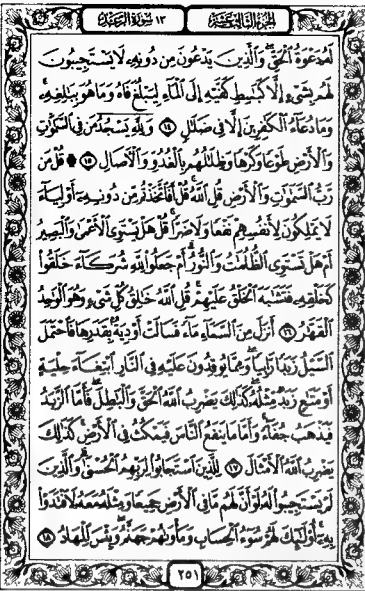 الجزء الثالث عشر ١٣ سورة الرعد
لَهُۥ دَعْوَةُ ٱلْحَقِّ ۖ وَٱلَّذِينَ يَدْعُونَ مِن دُونِهِۦ لَا يَسْتَجِيبُونَ
لَهُم بِشَىْءٍ إِلَّا كَبَٰسِطِ كَفَّيْهِ إِلَى ٱلْمَآءِ لِيَبْلُغَ فَاهُ وَمَا هُوَ بِبَٰلِغِهِۦ ۚ
وَمَا دُعَآءُ ٱلْكَٰفِرِينَ إِلَّا فِى ضَلَٰلٍ ١٤ وَلِلَّهِ يَسْجُدُ مَن فِى ٱلسَّمَٰوَٰتِ
وَٱلْأَرْضِ طَوْعًا وَكَرْهًا وَظِلَٰلُهُم بِٱلْغُدُوِّ وَٱلْءَاصَالِ ١٥ ۞ قُلْ مَن
رَّبُّ ٱلسَّمَٰوَٰتِ وَٱلْأَرْضِ قُلِ ٱللَّهُ ۚ قُلْ أَفَٱتَّخَذْتُم مِّن دُونِهِۦٓ أَوْلِيَآءَ
لَا يَمْلِكُونَ لِأَنفُسِهِمْ نَفْعًا وَلَا ضَرًّا ۚ قُلْ هَلْ يَسْتَوِى ٱلْأَعْمَىٰ وَٱلْبَصِيرُ
أَمْ هَلْ تَسْتَوِى ٱلظُّلُمَٰتُ وَٱلنُّورُ ۗ أَمْ جَعَلُوا۟ لِلَّهِ شُرَكَآءَ خَلَقُوا۟
كَخَلْقِهِۦ فَتَشَٰبَهَ ٱلْخَلْقُ عَلَيْهِمْ ۚ قُلِ ٱللَّهُ خَٰلِقُ كُلِّ شَىْءٍ وَهُوَ ٱلْوَٰحِدُ
ٱلْقَهَّٰرُ ١٦ أَنزَلَ مِنَ ٱلسَّمَآءِ مَآءً فَسَالَتْ أَوْدِيَةٌۢ بِقَدَرِهَا فَٱحْتَمَلَ
ٱلسَّيْلُ زَبَدًا رَّابِيًا ۚ وَمِمَّا يُوقِدُونَ عَلَيْهِ فِى ٱلنَّارِ ٱبْتِغَآءَ حِلْيَةٍ
أَوْ مَتَٰعٍ زَبَدٌ مِّثْلُهُۥ ۚ كَذَٰلِكَ يَضْرِبُ ٱللَّهُ ٱلْحَقَّ وَٱلْبَٰطِلَ ۚ فَأَمَّا ٱلزَّبَدُ
فَيَذْهَبُ جُفَآءً ۖ وَأَمَّا مَا يَنفَعُ ٱلنَّاسَ فَيَمْكُثُ فِى ٱلْأَرْضِ ۚ كَذَٰلِكَ
يَضْرِبُ ٱللَّهُ ٱلْأَمْثَالَ ١٧ لِلَّذِينَ ٱسْتَجَابُوا۟ لِرَبِّهِمُ ٱلْحُسْنَىٰ ۚ وَٱلَّذِينَ
لَمْ يَسْتَجِيبُوا۟ لَهُۥ لَوْ أَنَّ لَهُم مَّا فِى ٱلْأَرْضِ جَمِيعًا وَمِثْلَهُۥ مَعَهُۥ لَٱفْتَدَوْا۟
بِهِۦٓ ۚ أُو۟لَٰٓئِكَ لَهُمْ سُوٓءُ ٱلْحِسَابِ وَمَأْوَىٰهُمْ جَهَنَّمُ ۖ وَبِئْسَ ٱلْمِهَادُ ١٨
٢٥١